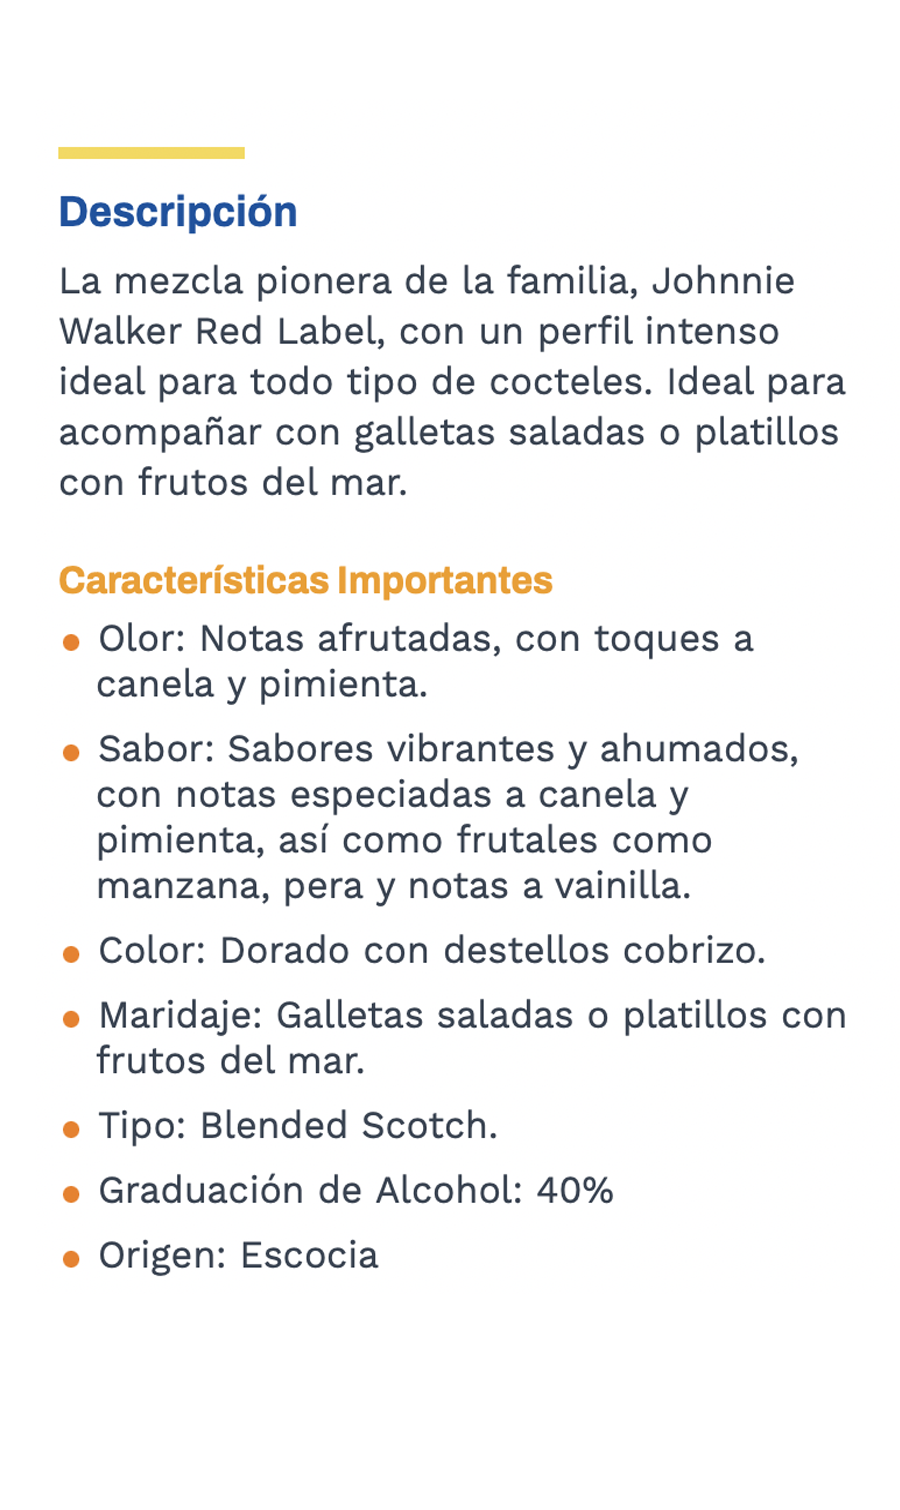 Descripción
La mezcla pionera de la familia, Johnnie
Walker Red Label, con un perfil intenso
ideal para todo tipo de cocteles. Ideal para
acompañar con galletas saladas o platillos
con frutos del mar.
Características Importantes
• Olor: Notas afrutadas, con toques a
canela y pimienta.
• Sabor: Sabores vibrantes y ahumados,
con notas especiadas a canela y
pimienta, así como frutales como
manzana, pera y notas a vainilla.
• Color: Dorado con destellos cobrizo.
• Maridaje: Galletas saladas o platillos con
frutos del mar.
• Tipo: Blended Scotch.
• Graduación de Alcohol: 40%
• Origen: Escocia